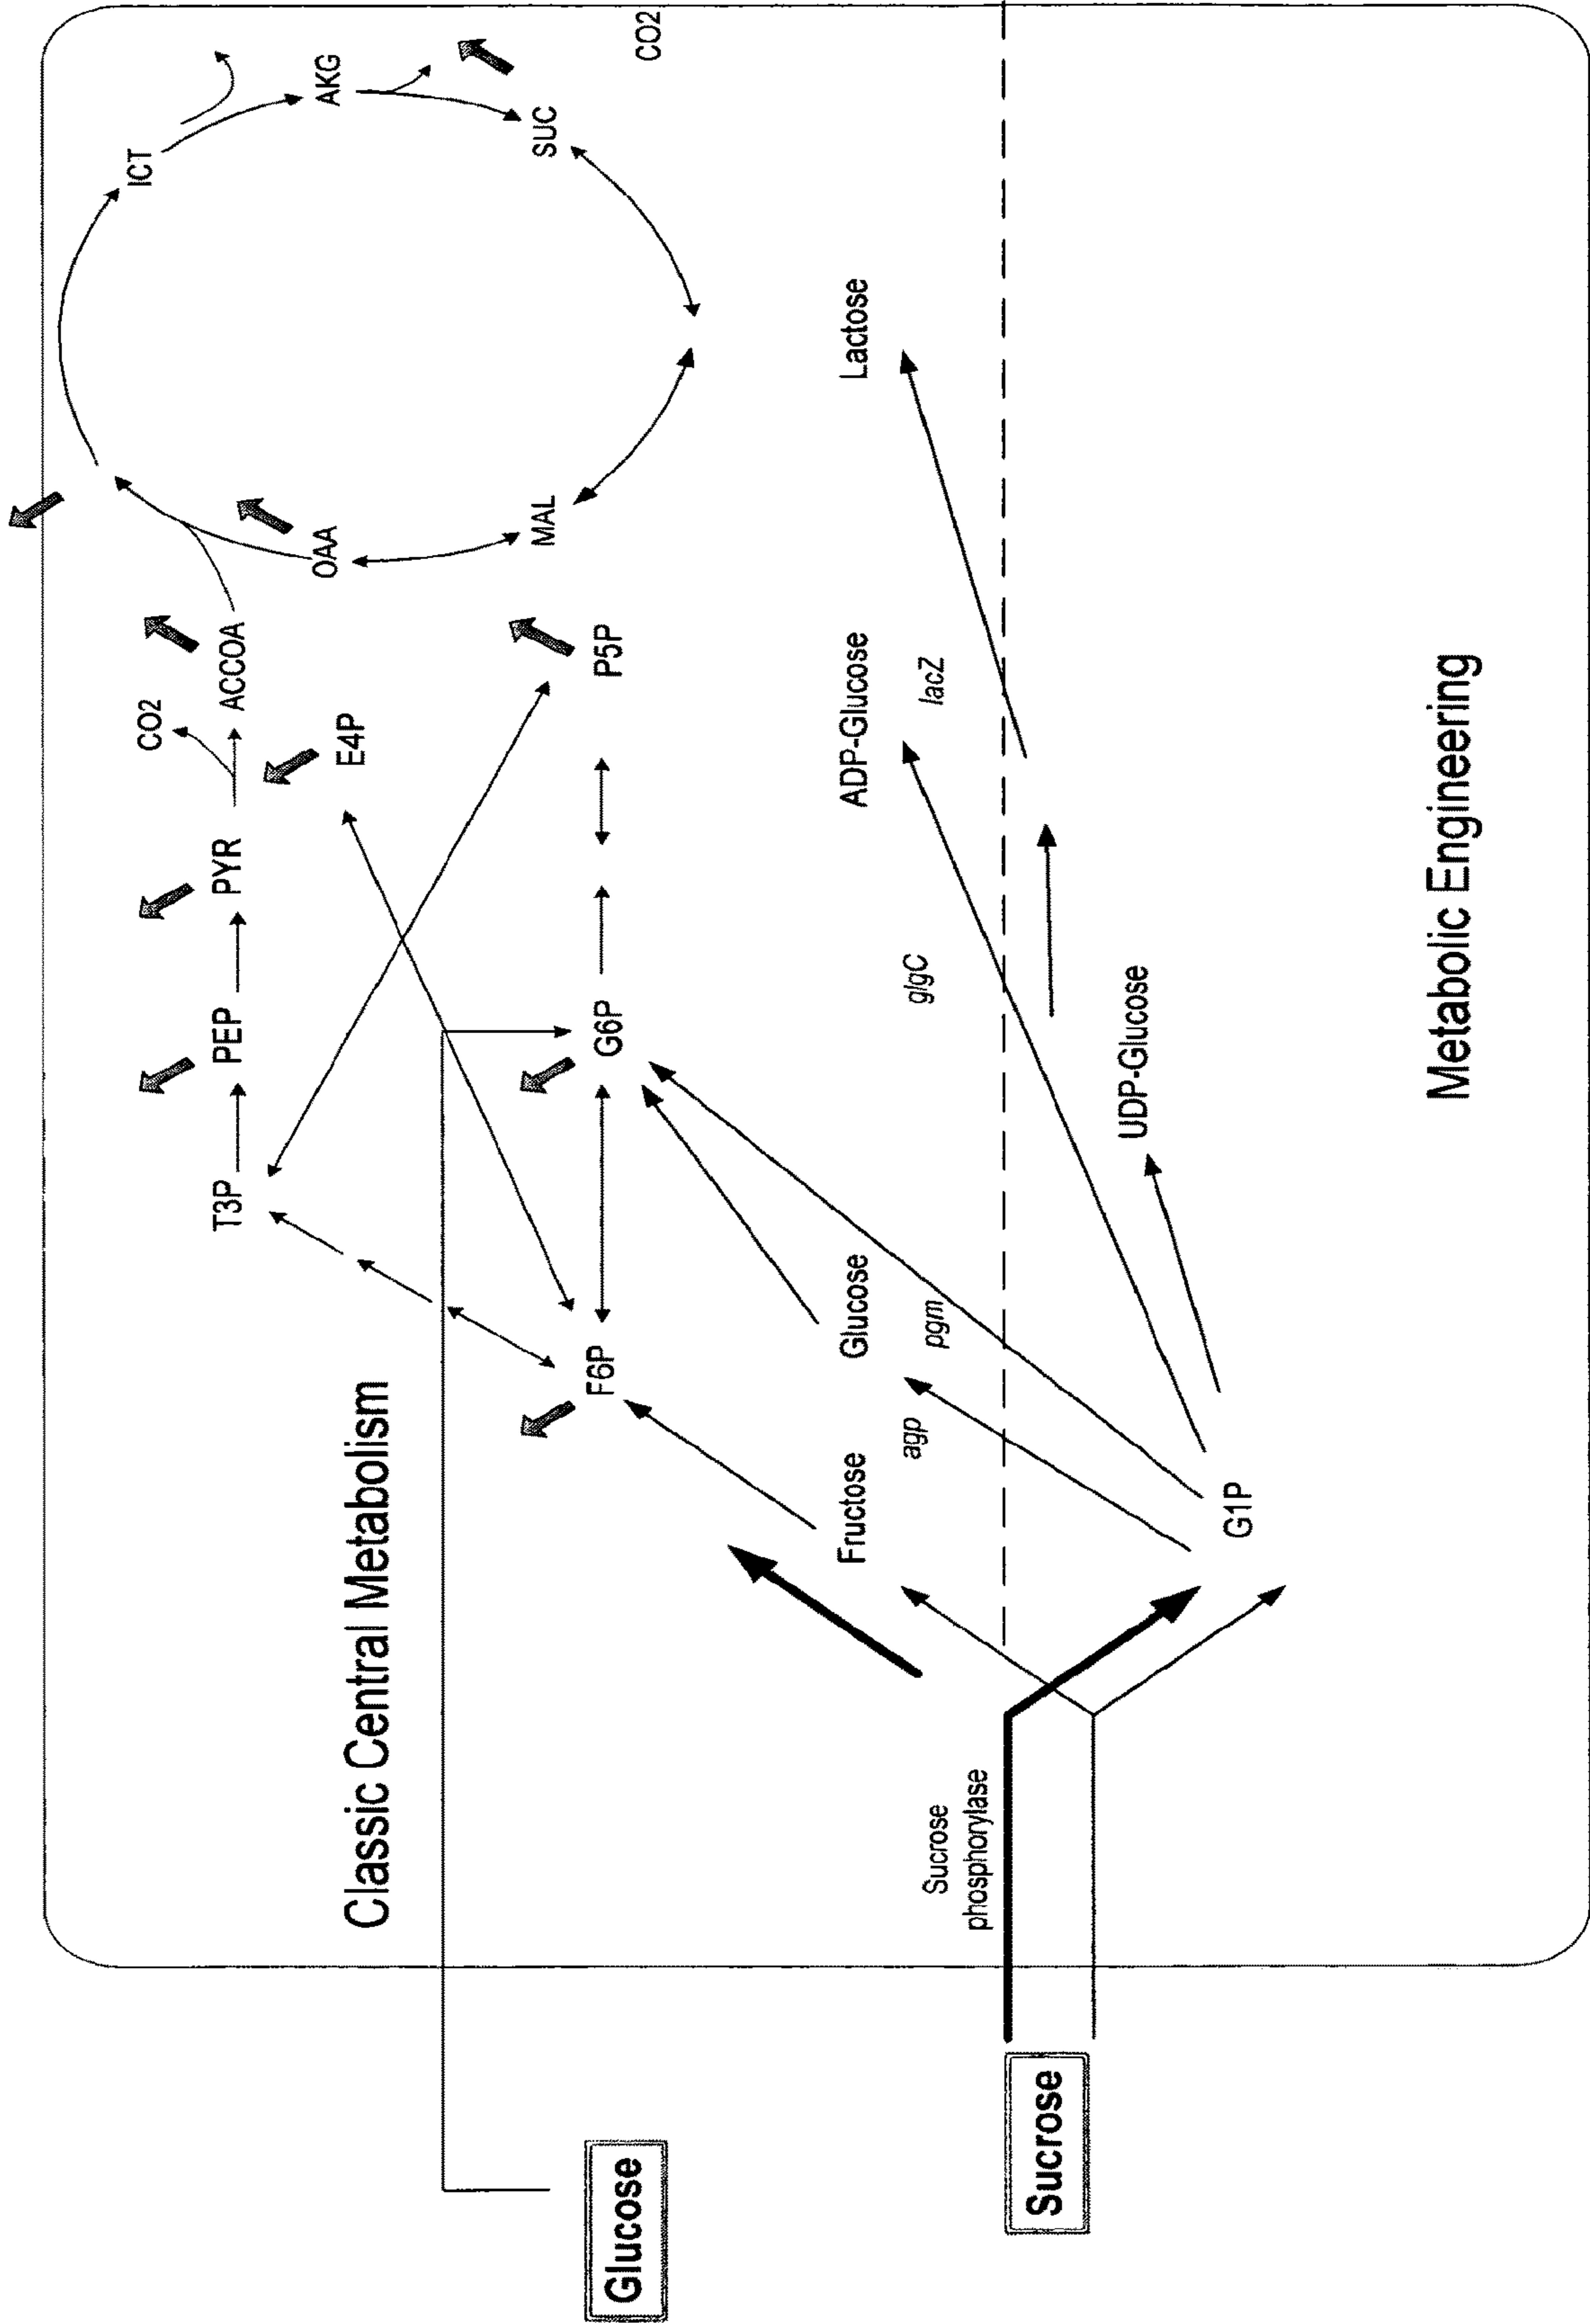 Classic Central Metabolism
T3P
PEP
PYR
CO2
ACCOA
ICT
OAA
AKG
E4P
MAL
SUC
Glucose
F6P
G6P
P5P
CO2
Fructose
Glucose
ADP-Glucose
Lactose
Sucrose
phosphorylase
agp
pgm
glgC
lacZ
Sucrose
UDP-Glucose
G1P
Metabolic Engineering